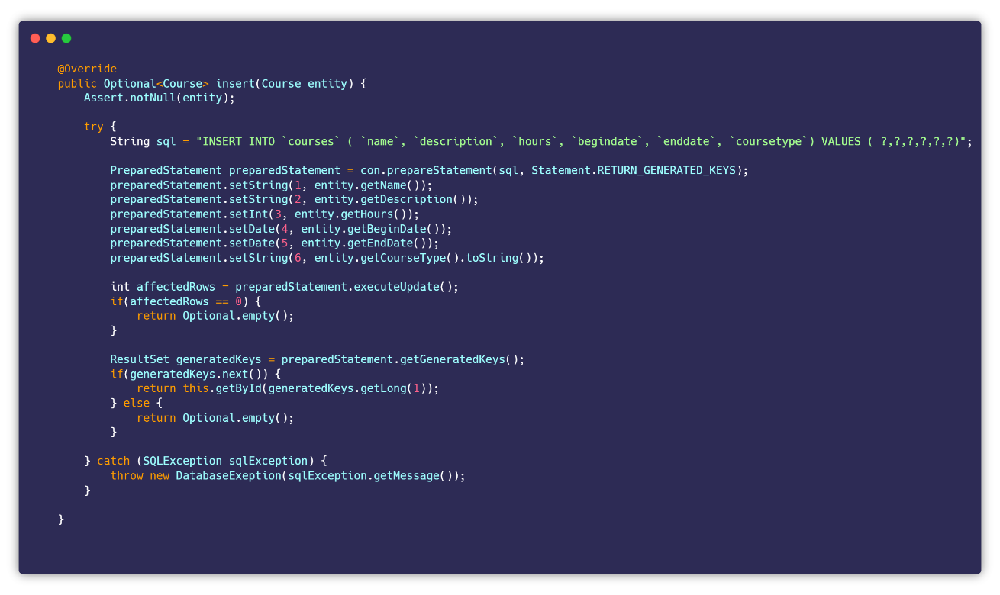 @Override
public Optional<Course> insert(Course entity) {
Assert.notNull(entity);
try {
String sql = "INSERT INTO `courses` ( `name`, `description`, `hours`, `begindate`, `enddate`, `coursetype`) VALUES ( ?,?,?,?,?,?)";
PreparedStatement preparedStatement = con.prepareStatement(sql, Statement.RETURN_GENERATED_KEYS);
preparedStatement.setString(1, entity.getName());
preparedStatement.setString(2, entity.getDescription());
preparedStatement.setInt(3, entity.getHours());
preparedStatement.setDate(4, entity.getBeginDate());
preparedStatement.setDate(5, entity.getEndDate());
preparedStatement.setString(6, entity.getCourseType().toString());
int affectedRows = preparedStatement.executeUpdate();
if(affectedRows == 0) {
return Optional.empty();
}
ResultSet generatedKeys = preparedStatement.getGeneratedKeys();
if(generatedKeys.next()) {
return this.getById(generatedKeys.getLong(1));
} else {
return Optional.empty();
}
} catch (SQLException sqlException) {
throw new DatabaseExeption(sqlException.getMessage());
}
}